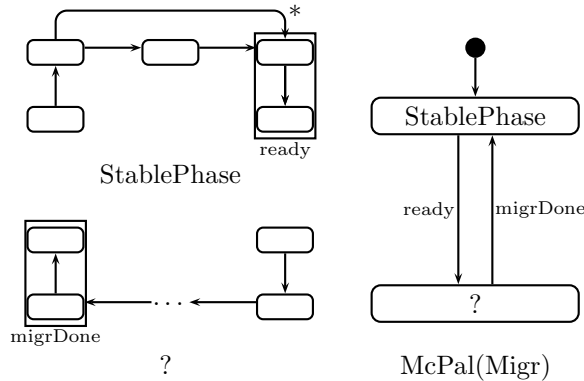 *
ready
StablePhase
StablePhase
ready
migrDone
...
migrDone
?
?
McPal(Migr)